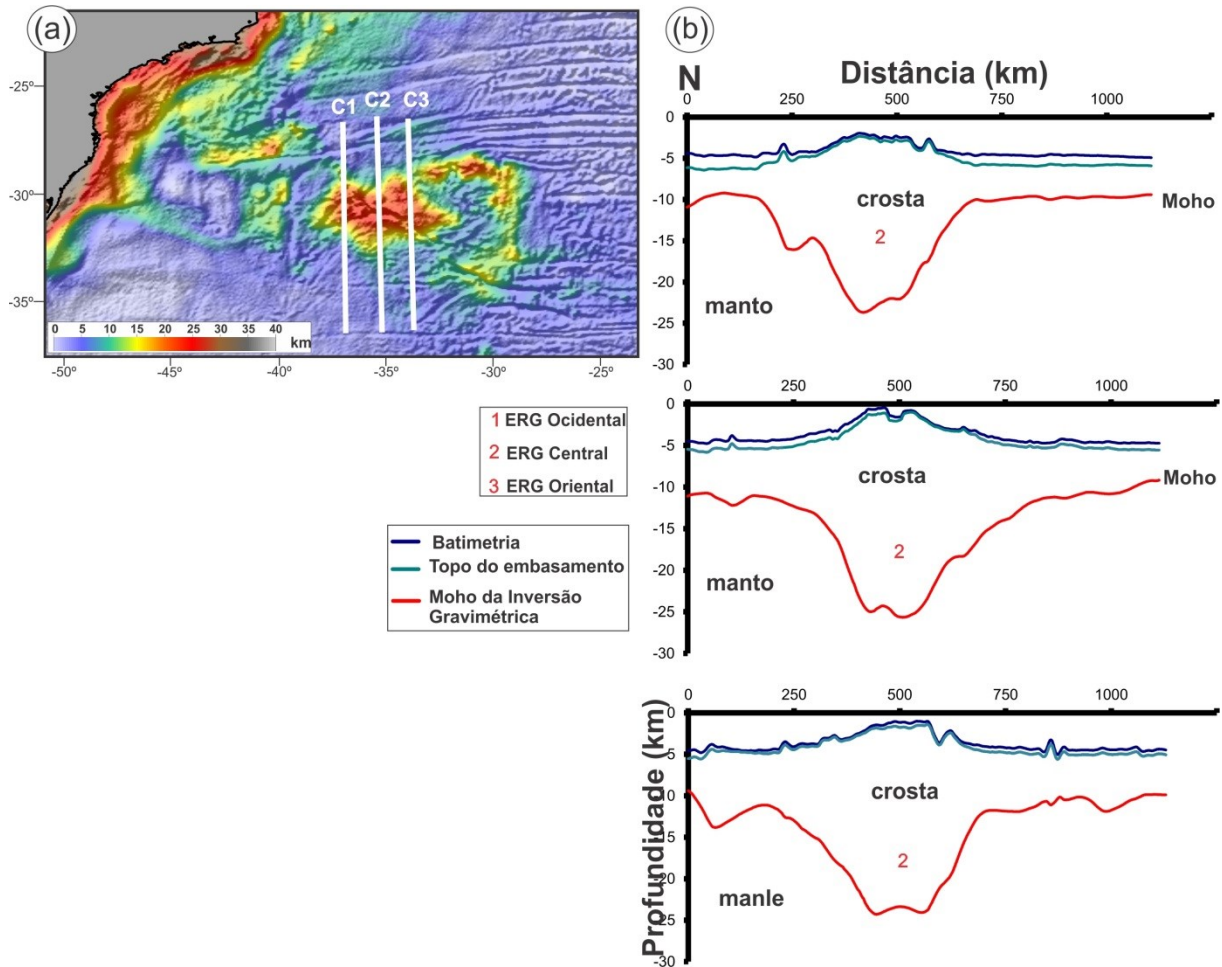 (a)
C1 C2 C3
-25º
-30º
-35º
0 5 10 15 20 25 30 35 40
km
-50º -45º -40º -35º -30º -25º
1 ERG Ocidental
2 ERG Central
3 ERG Oriental
Batimetria
Topo do embasamento
Moho da Inversão
Gravimétrica
(b)
N
Distância (km)
0 250 500 750 1000
0
-5
-10
-15
-20
-25
-30
crosta
Moho
2
manto
0 250 500 750 1000
0
-5
-10
-15
-20
-25
-30
crosta
Moho
2
manto
0 250 500 750 1000
0
-5
-10
-15
-20
-25
-30
crosta
2
manle
Profundidade (km)